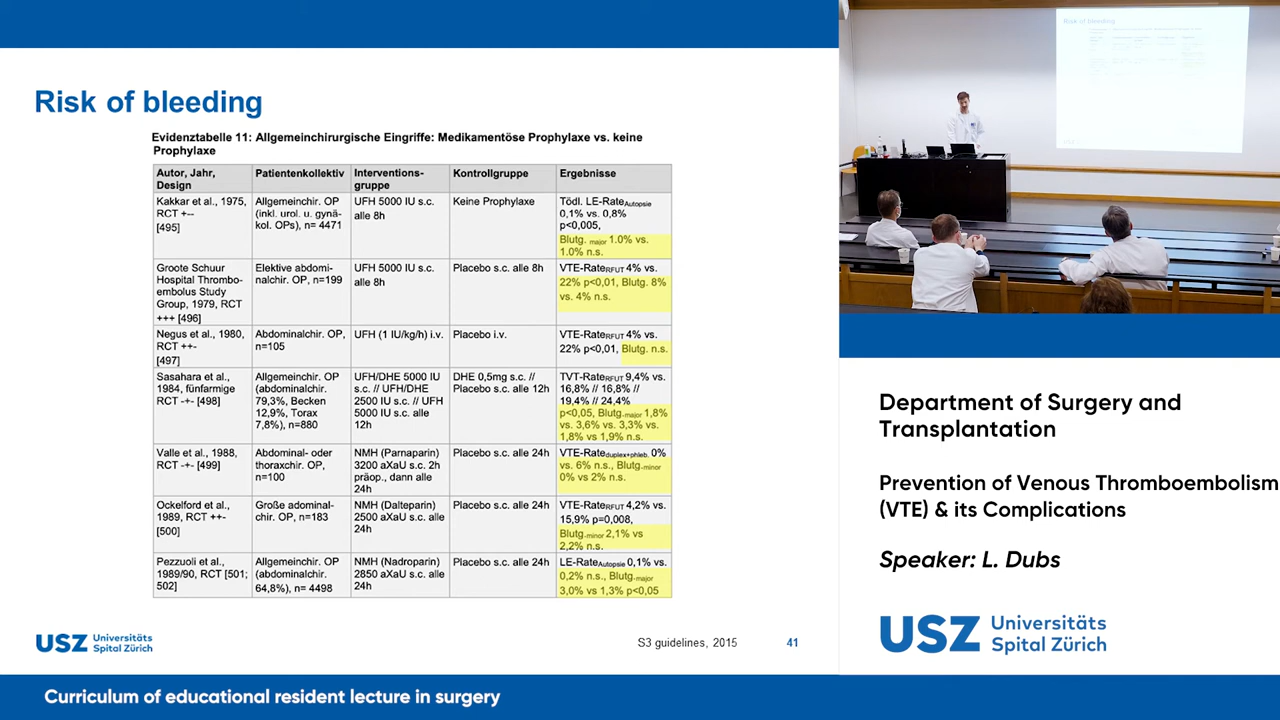 Risk of bleeding
Evidenztabelle 11: Allgemeinchirurgische Eingriffe: Medikamentöse Prophylaxe vs. keine
Prophylaxe
Autor, Jahr,
Design
Patientenkollektiv
Interventions-
gruppe
Kontrollgruppe
Ergebnisse
Kakkar et al., 1975,
RCT +--
[495]
Allgemeinchir. OP
(inkl. urol. u. gynä-
kol. OPs), n= 4471
UFH 5000 IU s.c.
alle 8h
Keine Prophylaxe
Tödl. LE-RateAutopsie
0,1% vs. 0,8%
p<0,005,
Blutg. major 1.0% vs.
1.0% n.s.
Groote Schuur
Hospital Thrombo-
embolus Study
Group, 1979, RCT
+++ [496]
Elektive abdomi-
nalchir. OP, n=199
UFH 5000 IU s.c.
alle 8h
Placebo s.c. alle 8h
VTE-RateRFUT 4% vs.
22% p<0,01, Blutg. 8%
vs. 4% n.s.
Negus et al., 1980,
RCT ++-
[497]
Abdominalchir. OP,
n=105
UFH (1 IU/kg/h) i.v.
Placebo i.v.
VTE-RateRFUT 4% vs.
22% p<0,01, Blutg. n.s.
Sasahara et al.,
1984, fünfarmige
RCT -+- [498]
Allgemeinchir. OP
(abdominalchir.
79,3%, Becken
12,9%, Torax
7,8%), n=880
UFH/DHE 5000 IU
s.c. // UFH/DHE
2500 IU s.c. // UFH
5000 IU s.c. alle
12h
DHE 0,5mg s.c. //
Placebo s.c. alle 12h
TVT-RateRFUT 9,4% vs.
16,8% // 16,8% //
19,4% // 24,4%
p<0,05, Blutg.-major 1,8%
vs. 3,6% vs. 3,3% vs.
1,8% vs 1,9% n.s.
Valle et al., 1988,
RCT -+- [499]
Abdominal- oder
thoraxchir. OP,
n=100
NMH (Parnaparin)
3200 aXaU s.c. 2h
präop., dann alle
24h
Placebo s.c. alle 24h
VTE-Rateduplex+phleb. 0%
vs. 6% n.s., Blutg.-minor
0% vs 2% n.s.
Ockelford et al.,
1989, RCT ++-
[500]
Große adominal-
chir. OP, n=183
NMH (Dalteparin)
2500 aXaU s.c. alle
24h
Placebo s.c. alle 24h
VTE-RateRFUT 4,2% vs.
15,9% p=0,008,
Blutg.-minor 2,1% vs
2,2% n.s.
Pezzuoli et al.,
1989/90, RCT [501;
502]
Allgemeinchir. OP
(abdominalchir.
64,8%), n= 4498
NMH (Nadroparin)
2850 aXaU s.c. alle
24h
Placebo s.c. alle 24h
LE-RateAutopsie 0,1% vs.
0,2% n.s., Blutg.-major
3,0% vs 1,3% p<0,05
USZ Universitäts
Spital Zürich
S3 guidelines, 2015
41
Curriculum of educational resident lecture in surgery
Risk of bleeding
Department of Surgery and
Transplantation
Prevention of Venous Thromboembolism
(VTE) & its Complications
Speaker: L. Dubs
USZ Universitäts
Spital Zürich